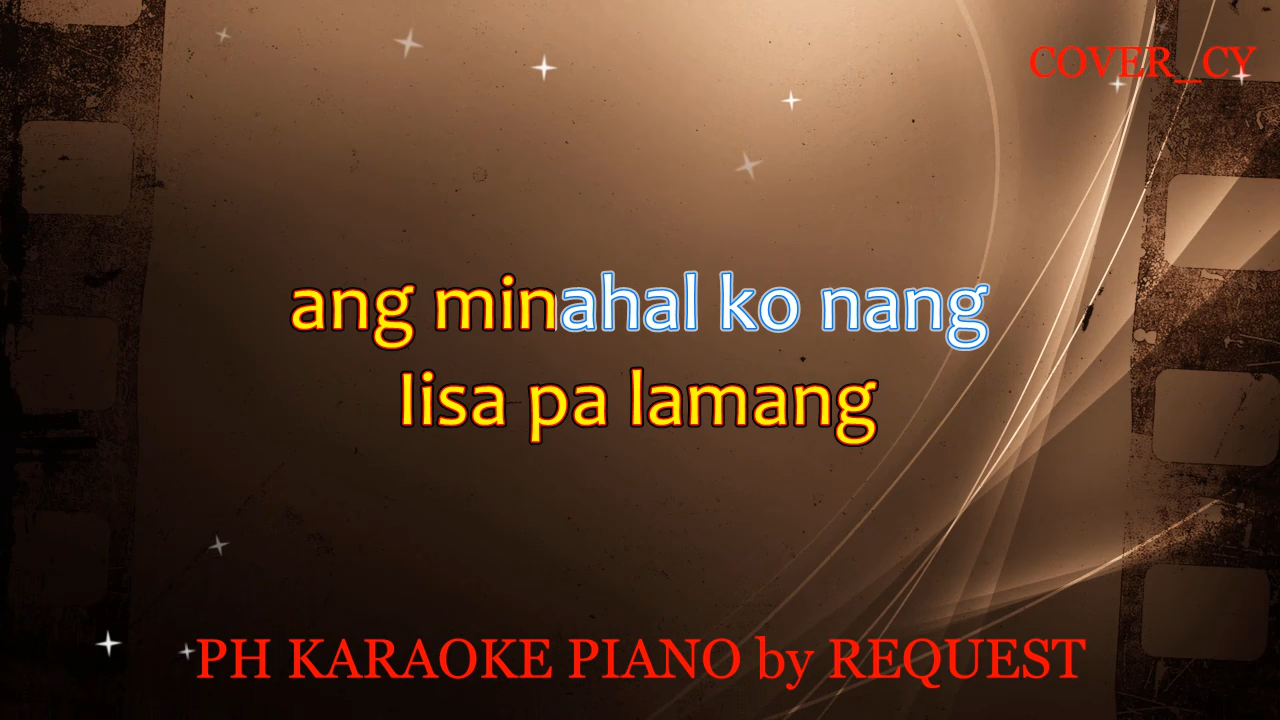 COVER_CY
ang minahal ko nang
Iisa pa lamang
PH KARAOKE PIANO by REQUEST